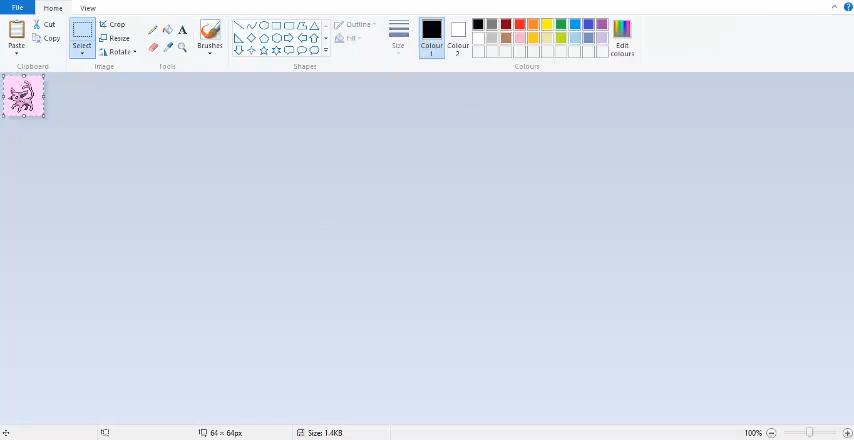 File Home View
Paste Cut Copy Clipboard
Select Crop Resize Rotate Image
Tools
Brushes
Shapes Outline Fill
Size
Colour 1
Colour 2
Edit colours
Colours
64 × 64px Size: 1.4KB 100%